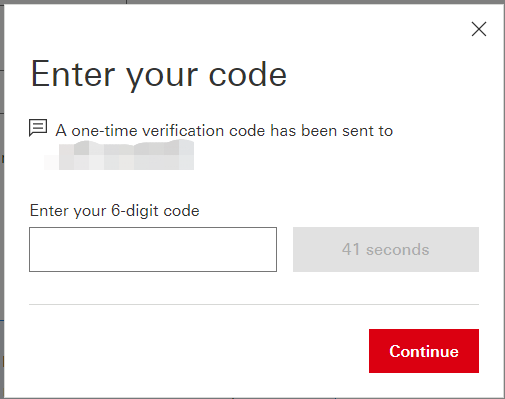 Enter your code
A one-time verification code has been sent to
Enter your 6-digit code
41 seconds
Continue